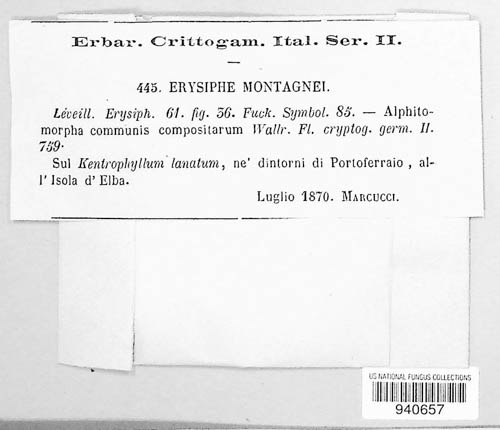 Erbar. Crittogam. Ital. Ser. II.
445. ERYSIPHE MONTAGNEI.
Léveill. Erysiph. 61. fig. 36. Fuck. Symbol. 85. — Alphito-
morpha communis compositarum Wallr. Fl. cryptog. germ. II.
759.
Sul Kentrophyllum lanatum, ne' dintorni di Portoferraio, al-
l' Isola d' Elba.
Luglio 1870. MARCUCCI.
US NATIONAL FUNGUS COLLECTIONS
940657